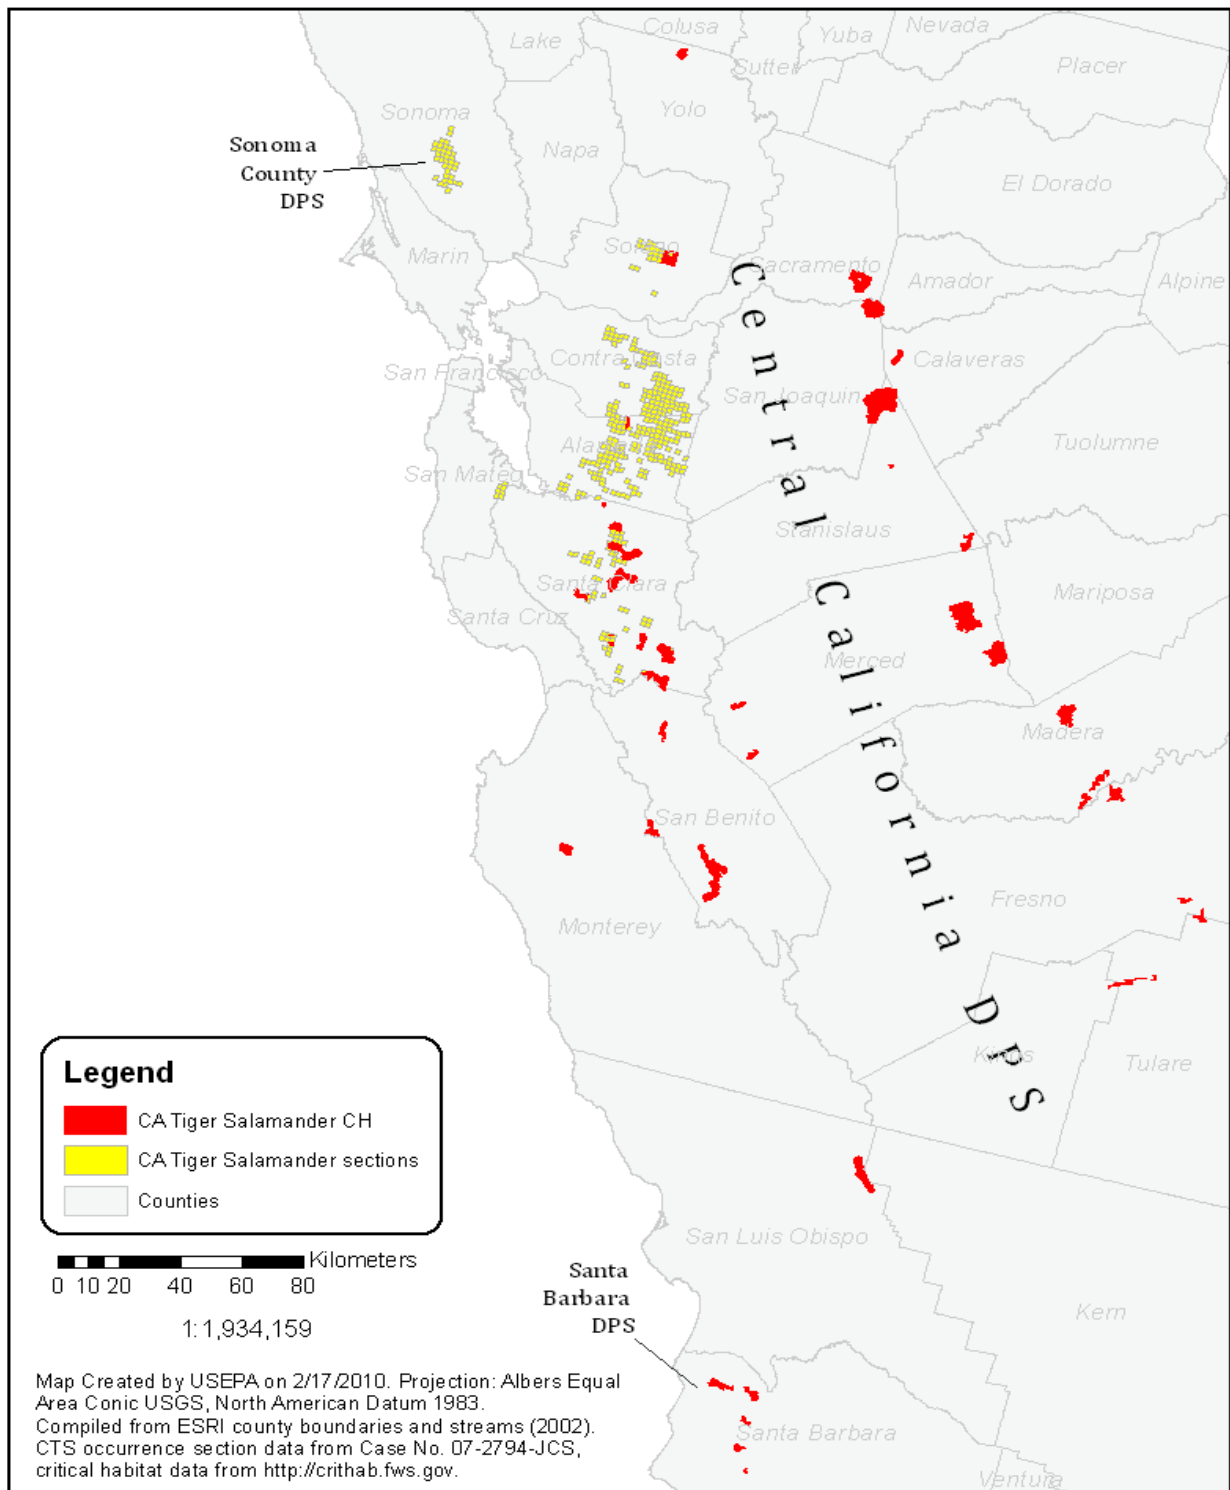 Colusa
Nevada
Lake
Yuba
Sutter
Placer
Sonoma
Yolo
Sonoma
County
DPS
Napa
El Dorado
Marin
Solano
Sacramento
Amador
Alpine
Contra Costa
Calaveras
San Francisco
San Joaquin
Alameda
Tuolumne
San Mateo
Stanislaus
Santa Clara
Mariposa
Santa Cruz
Merced
Madera
San Benito
Fresno
Monterey
Central California DPS
Kings
Tulare
Legend
CA Tiger Salamander CH
CA Tiger Salamander sections
Counties
Kilometers
0 10 20 40 60 80
1:1,934,159
San Luis Obispo
Santa
Barbara
DPS
Kern
Map Created by USEPA on 2/17/2010. Projection: Albers Equal
Area Conic USGS, North American Datum 1983.
Compiled from ESRI county boundaries and streams (2002).
CTS occurrence section data from Case No. 07-2794-JCS,
critical habitat data from http://crithab.fws.gov.
Santa Barbara
Ventura